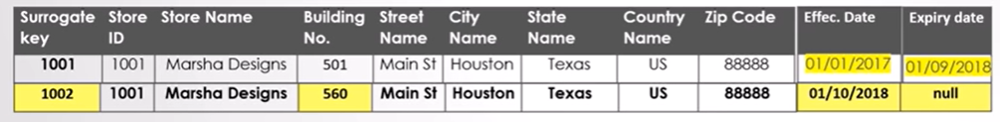 Surrogate key Store ID Store Name Building No. Street Name City Name State Name Country Name Zip Code Effec. Date Expiry date
1001 1001 Marsha Designs 501 Main St Houston Texas US 88888 01/01/2017 01/09/2018
1002 1001 Marsha Designs 560 Main St Houston Texas US 88888 01/10/2018 null